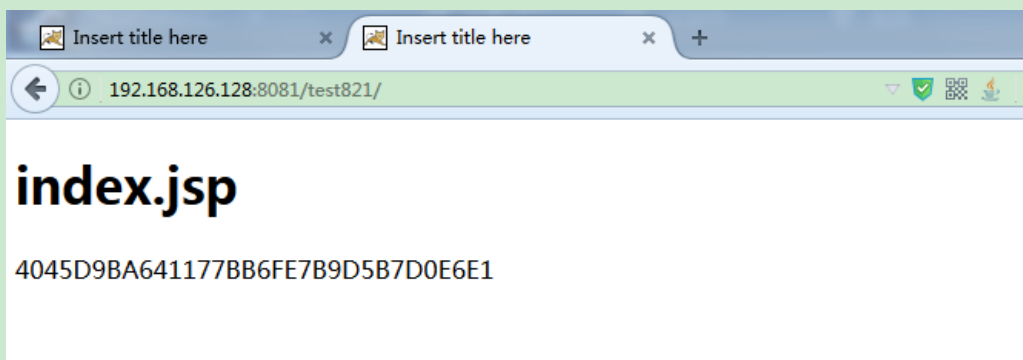 Insert title here
Insert title here
192.168.126.128:8081/test821/
index.jsp
4045D9BA641177BB6FE7B9D5B7D0E6E1